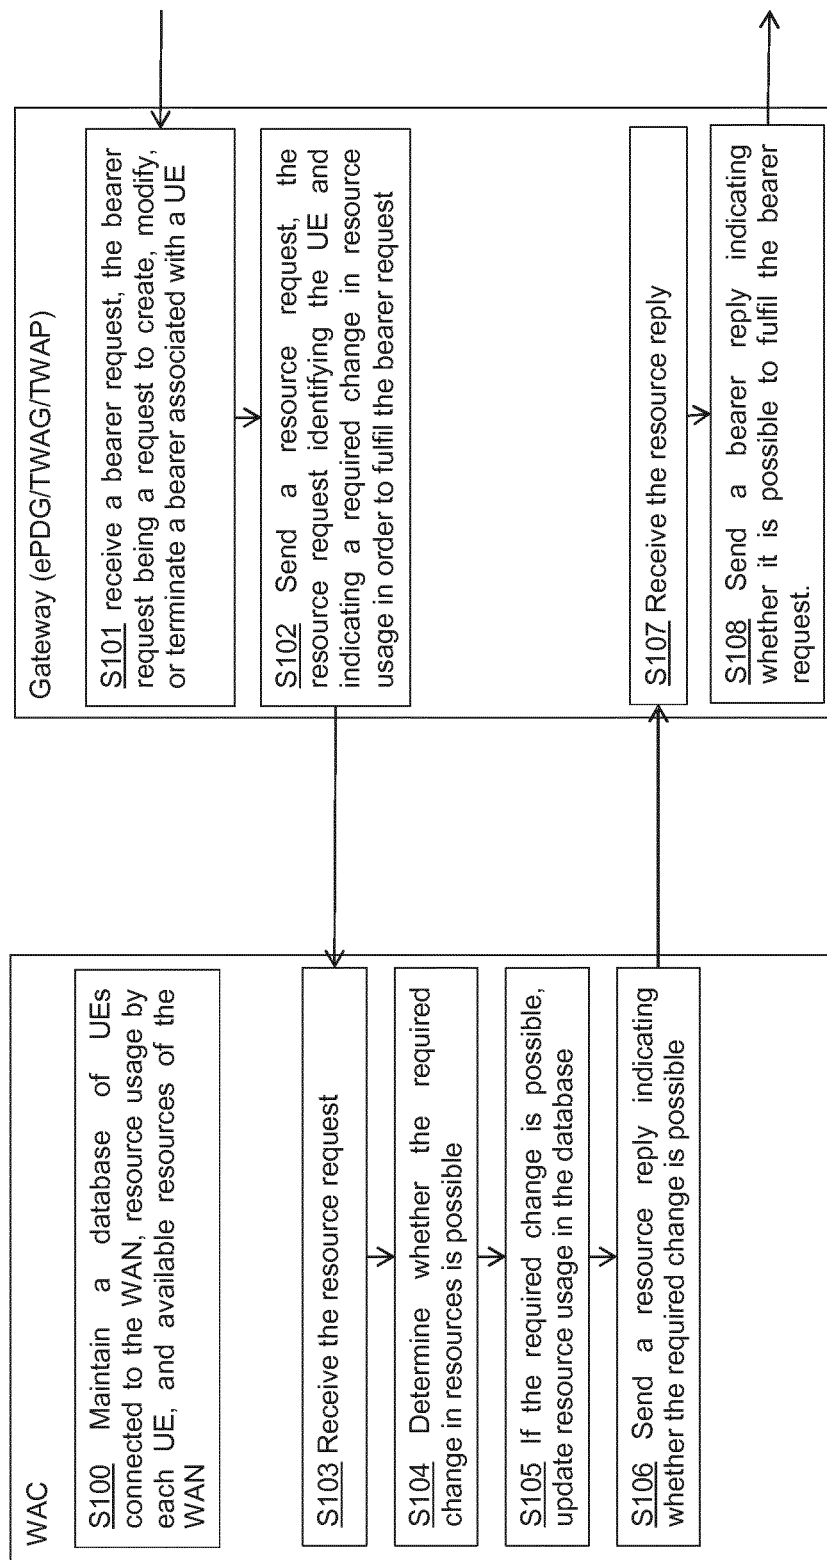 WAC
S100 Maintain a database of UEs
connected to the WAN, resource usage by
each UE, and available resources of the
WAN
S103 Receive the resource request
S104 Determine whether the required
change in resources is possible
S105 If the required change is possible,
update resource usage in the database
S106 Send a resource reply indicating
whether the required change is possible
Gateway (ePDG/TWAG/TWAP)
S101 receive a bearer request, the bearer
request being a request to create, modify,
or terminate a bearer associated with a UE
S102 Send a resource request, the
resource request identifying the UE and
indicating a required change in resource
usage in order to fulfil the bearer request
S107 Receive the resource reply
S108 Send a bearer reply indicating
whether it is possible to fulfil the bearer
request.